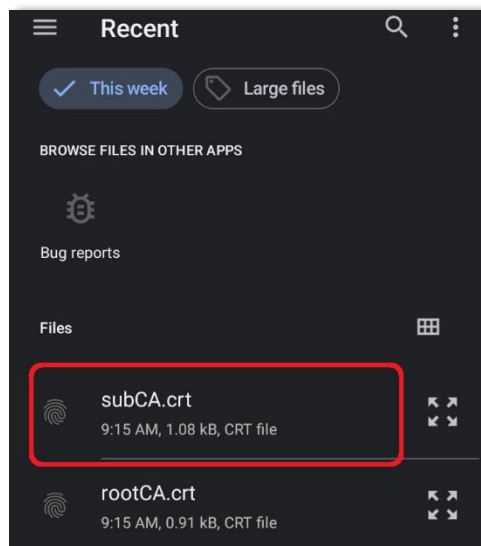 Recent
This week
Large files
BROWSE FILES IN OTHER APPS
Bug reports
Files
subCA.crt
9:15 AM, 1.08 kB, CRT file
rootCA.crt
9:15 AM, 0.91 kB, CRT file